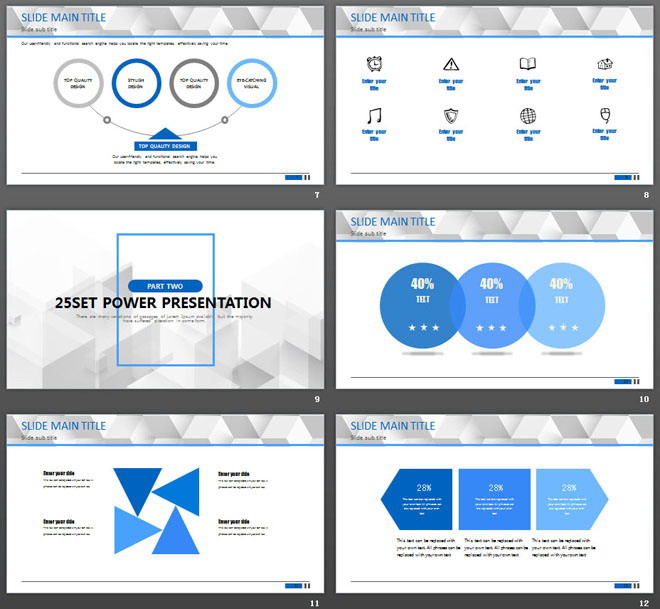 SLIDE MAIN TITLE
Slide sub title
Our user-friendly and functional search engine helps you locate the right templates, effectively saving your time.
TOP QUALITY
DESIGN
STYLISH
DESIGN
TOP QUALITY
DESIGN
EYE-CATCHING
VISUAL
TOP QUALITY DESIGN
Our user-friendly and functional search engine helps you
locate the right templates, effectively saving your time.
7
SLIDE MAIN TITLE
Slide sub title
Enter your
title
Enter your
title
Enter your
title
Enter your
title
Enter your
title
Enter your
title
Enter your
title
Enter your
title
8
PART TWO
25SET POWER PRESENTATION
There are many variations of passages of Lorem Ipsum available, but the majority
have suffered alteration in some form.
9
SLIDE MAIN TITLE
Slide sub title
40%
TEXT
40%
TEXT
40%
TEXT
10
SLIDE MAIN TITLE
Slide sub title
Enter your title
Enter your title
Enter your title
Enter your title
11
SLIDE MAIN TITLE
Slide sub title
28%
28%
28%
This text can be replaced with
your own text. All phrases can be
replaced with your own text
This text can be replaced with
your own text. All phrases can be
replaced with your own text
This text can be replaced with
your own text. All phrases can be
replaced with your own text
12